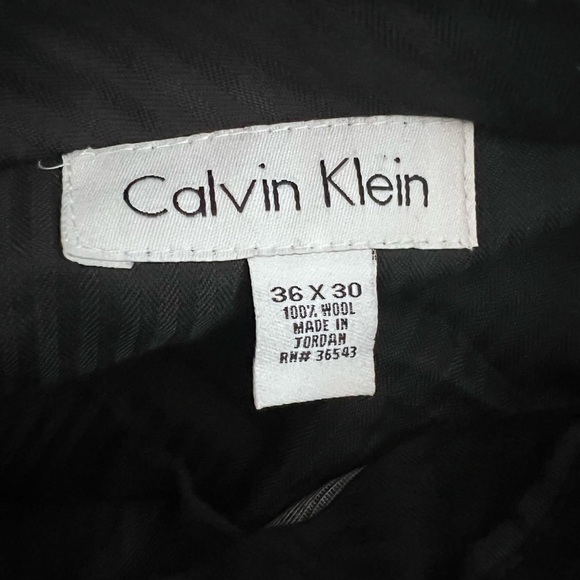 Calvin Klein
36 X 30
100% WOOL
MADE IN
JORDAN
RN# 36543